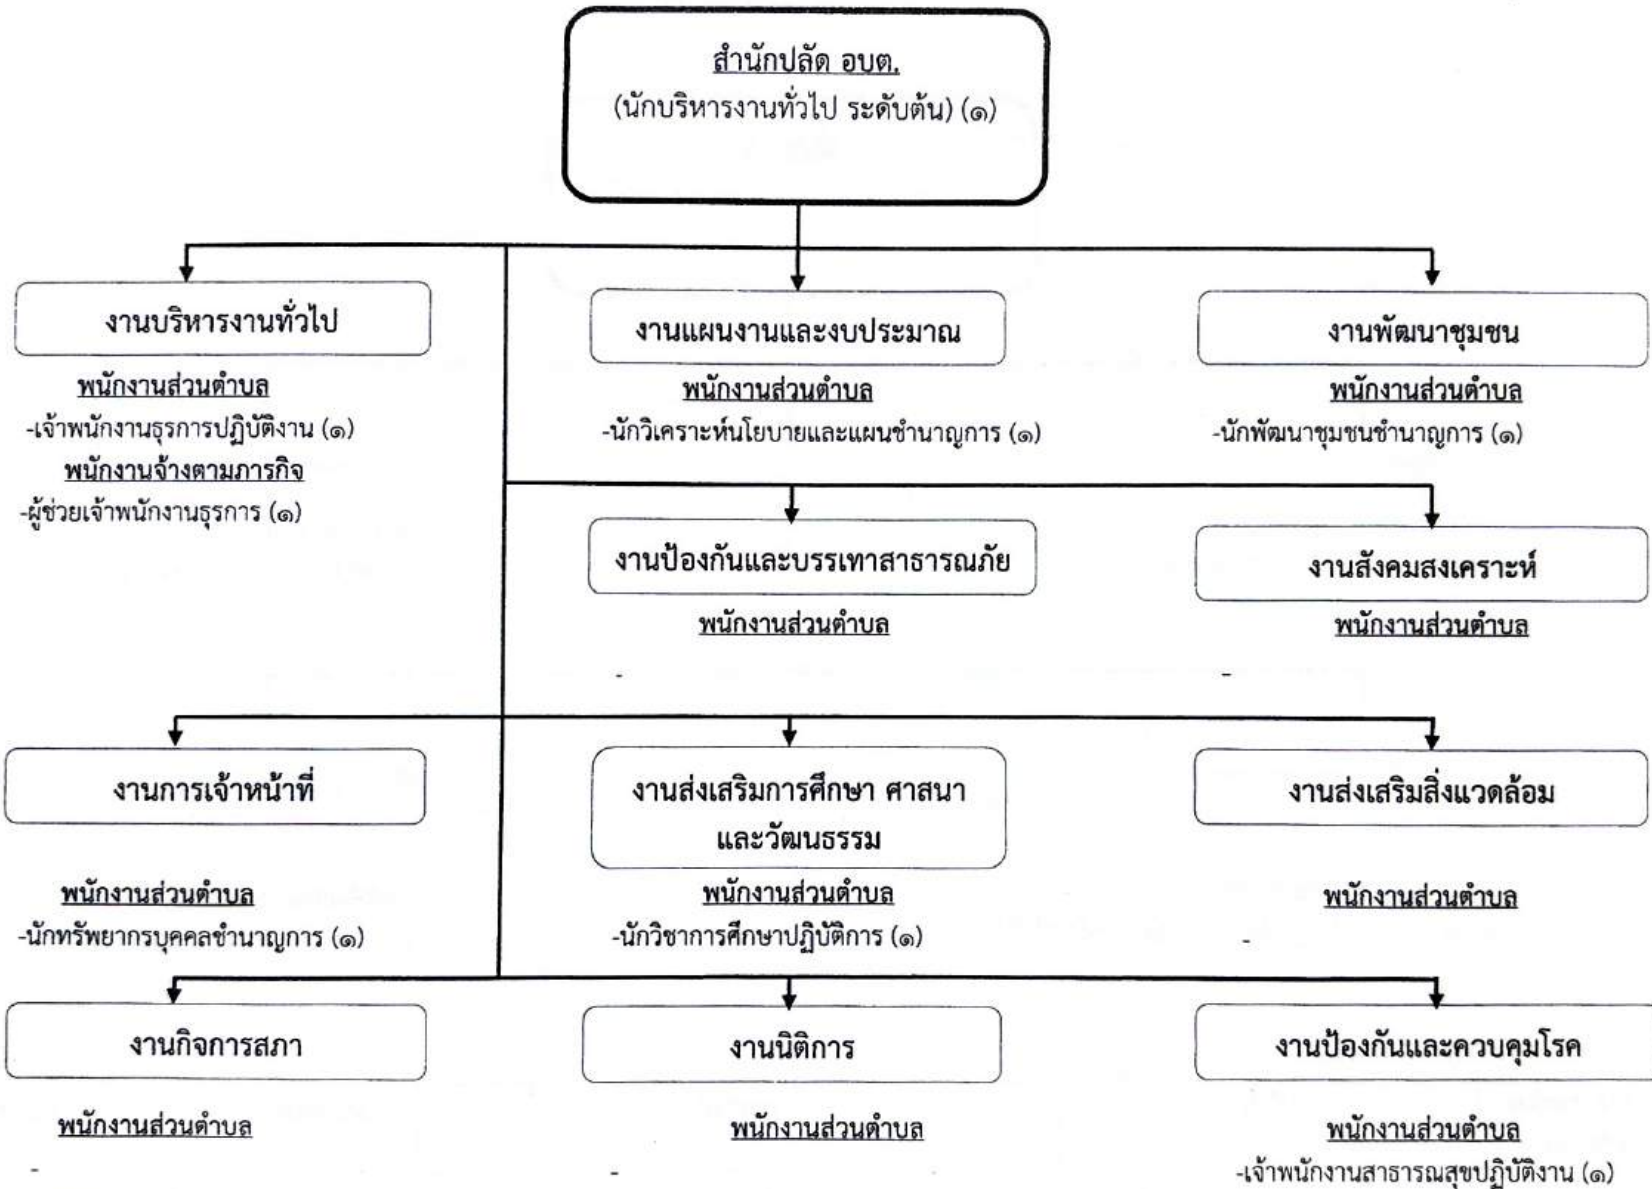 สำนักปลัด อบต.
(นักบริหารงานทั่วไป ระดับต้น) (๑)
งานบริหารงานทั่วไป
พนักงานส่วนตำบล
-เจ้าพนักงานธุรการปฏิบัติงาน (๑)
พนักงานจ้างตามภารกิจ
-ผู้ช่วยเจ้าพนักงานธุรการ (๑)
งานแผนงานและงบประมาณ
พนักงานส่วนตำบล
-นักวิเคราะห์นโยบายและแผนชำนาญการ (๑)
งานพัฒนาชุมชน
พนักงานส่วนตำบล
-นักพัฒนาชุมชนชำนาญการ (๑)
งานป้องกันและบรรเทาสาธารณภัย
พนักงานส่วนตำบล
-
งานสังคมสงเคราะห์
พนักงานส่วนตำบล
-
งานการเจ้าหน้าที่
พนักงานส่วนตำบล
-นักทรัพยากรบุคคลชำนาญการ (๑)
งานส่งเสริมการศึกษา ศาสนา
และวัฒนธรรม
พนักงานส่วนตำบล
-นักวิชาการศึกษาปฏิบัติการ (๑)
งานส่งเสริมสิ่งแวดล้อม
พนักงานส่วนตำบล
-
งานกิจการสภา
พนักงานส่วนตำบล
-
งานนิติการ
พนักงานส่วนตำบล
-
งานป้องกันและควบคุมโรค
พนักงานส่วนตำบล
-เจ้าพนักงานสาธารณสุขปฏิบัติงาน (๑)